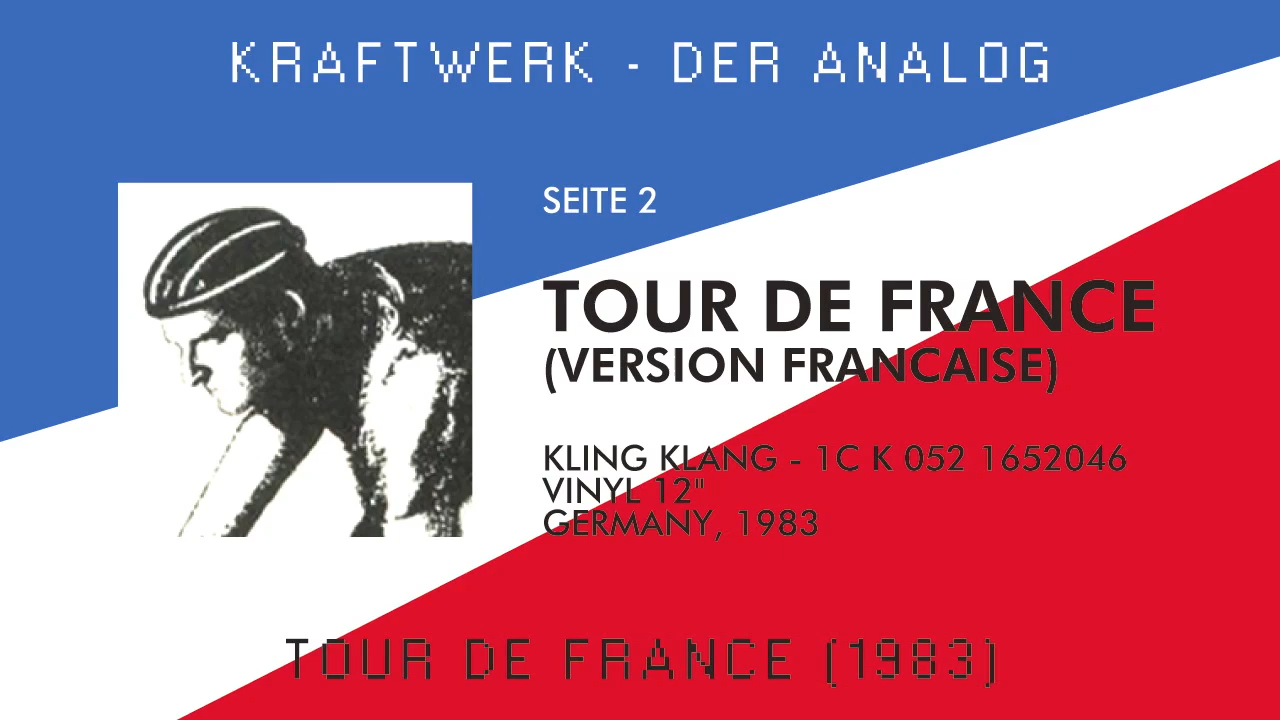 KRAFTWERK - DER ANALOG
SEITE 2
TOUR DE FRANCE
(VERSION FRANCAISE)
KLING KLANG - 1C K 052 1652046
VINYL 12"
GERMANY, 1983
TOUR DE FRANCE (1983)